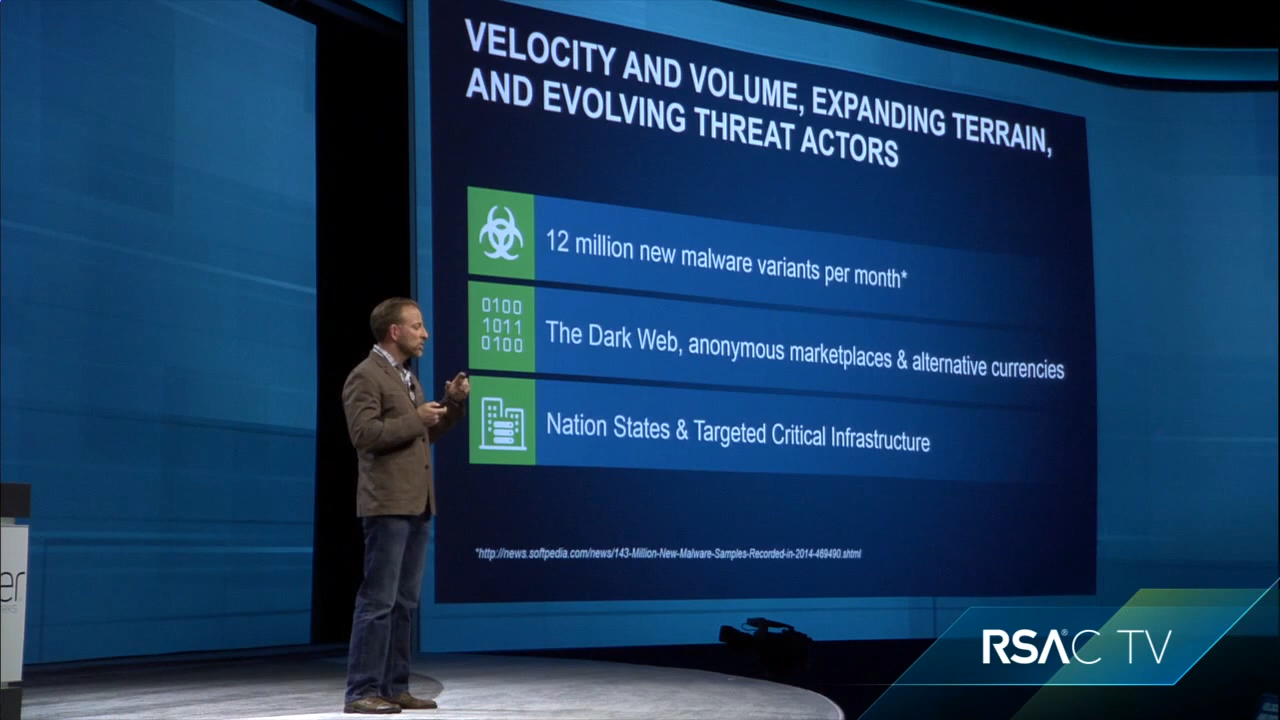 VELOCITY AND VOLUME, EXPANDING TERRAIN,
AND EVOLVING THREAT ACTORS
12 million new malware variants per month*
0100
1011
0100
The Dark Web, anonymous marketplaces & alternative currencies
Nation States & Targeted Critical Infrastructure
*http://news.softpedia.com/news/143-Million-New-Malware-Samples-Recorded-in-2014-469490.shtml
er
RSA®C TV